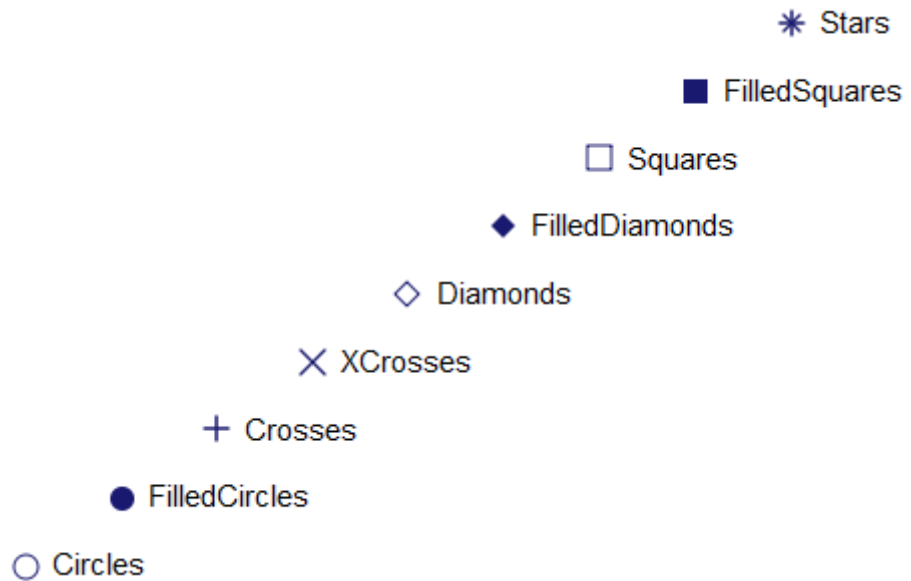 Stars
FilledSquares
Squares
FilledDiamonds
Diamonds
XCrosses
Crosses
FilledCircles
Circles